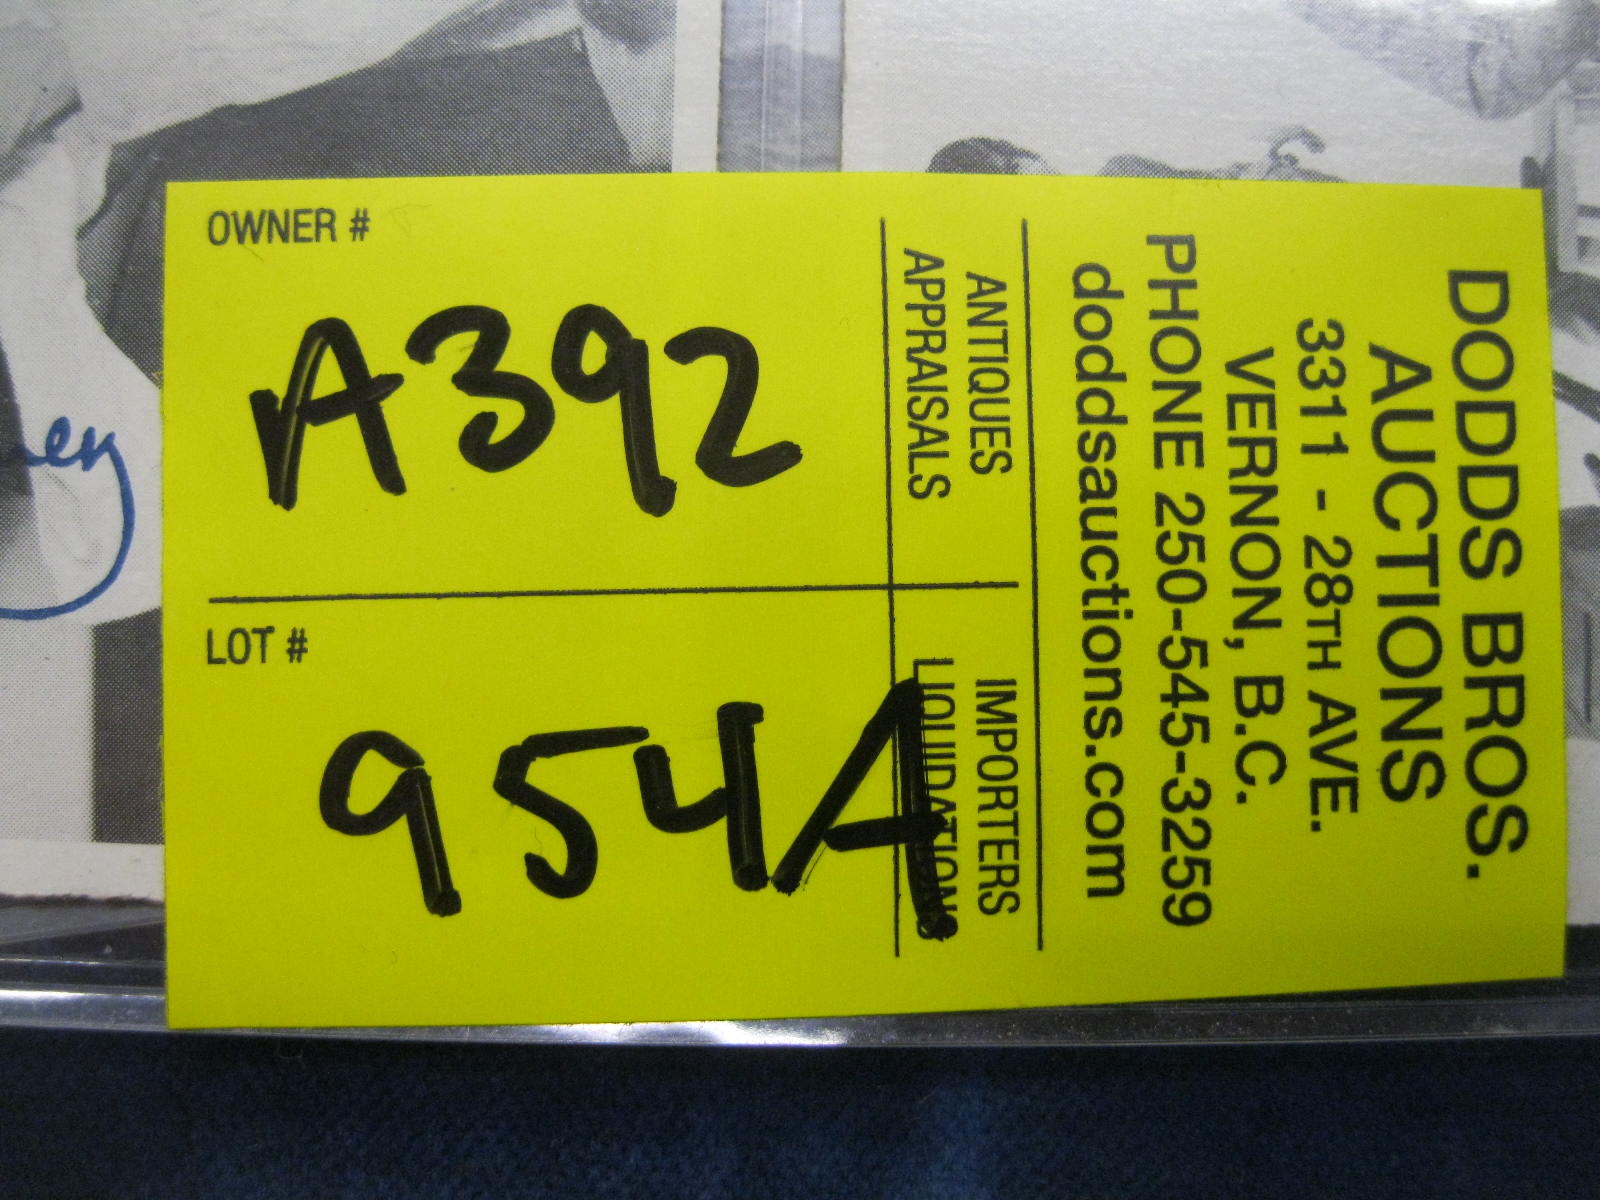 OWNER #
A392
LOT #
954A
ANTIQUES
APPRAISALS
IMPORTERS
LIQUIDATIONS
DODDS BROS.
AUCTIONS
3311 - 28TH AVE.
VERNON, B.C.
PHONE 250-545-3259
doddsauctions.com